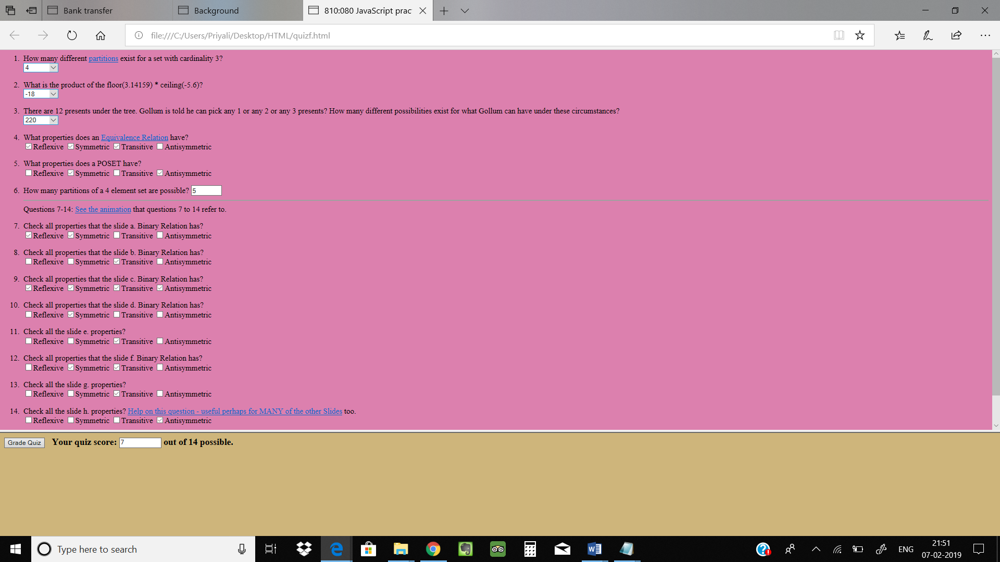 Bank transfer
Background
810:080 JavaScript prac
file:///C:/Users/Priyali/Desktop/HTML/quizf.html
1. How many different partitions exist for a set with cardinality 3?
4
2. What is the product of the floor(3.14159) * ceiling(-5.6)?
-18
3. There are 12 presents under the tree. Gollum is told he can pick any 1 or any 2 or any 3 presents? How many different possibilities exist for what Gollum can have under these circumstances?
220
4. What properties does an Equivalence Relation have?
Reflexive Symmetric Transitive Antisymmetric
5. What properties does a POSET have?
Reflexive Symmetric Transitive Antisymmetric
6. How many partitions of a 4 element set are possible? 5
Questions 7-14: See the animation that questions 7 to 14 refer to.
7. Check all properties that the slide a. Binary Relation has?
Reflexive Symmetric Transitive Antisymmetric
8. Check all properties that the slide b. Binary Relation has?
Reflexive Symmetric Transitive Antisymmetric
9. Check all properties that the slide c. Binary Relation has?
Reflexive Symmetric Transitive Antisymmetric
10. Check all properties that the slide d. Binary Relation has?
Reflexive Symmetric Transitive Antisymmetric
11. Check all the slide e. properties?
Reflexive Symmetric Transitive Antisymmetric
12. Check all properties that the slide f. Binary Relation has?
Reflexive Symmetric Transitive Antisymmetric
13. Check all the slide g. properties?
Reflexive Symmetric Transitive Antisymmetric
14. Check all the slide h. properties? Help on this question - useful perhaps for MANY of the other Slides too.
Reflexive Symmetric Transitive Antisymmetric
Grade Quiz Your quiz score: 7 out of 14 possible.
Type here to search
ENG
21:51
07-02-2019